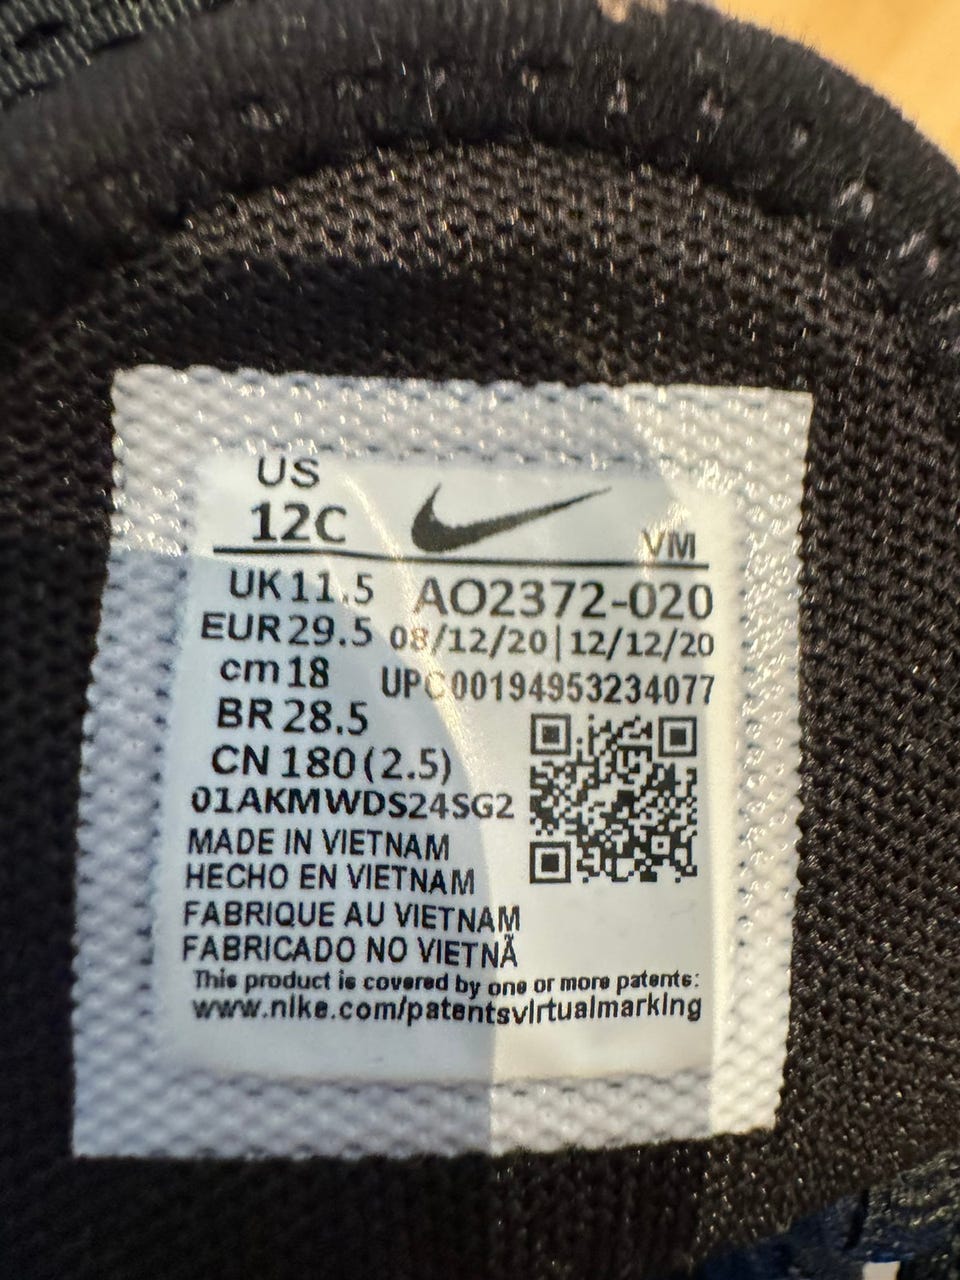 US
12C
VM
UK 11.5 AO2372-020
EUR 29.5 08/12/20|12/12/20
cm 18 UPC00194953234077
BR 28.5
CN 180(2.5)
01AKMWDS24SG2
MADE IN VIETNAM
HECHO EN VIETNAM
FABRIQUE AU VIETNAM
FABRICADO NO VIETNÃ
This product is covered by one or more patents:
www.nike.com/patentsvirtualmarking